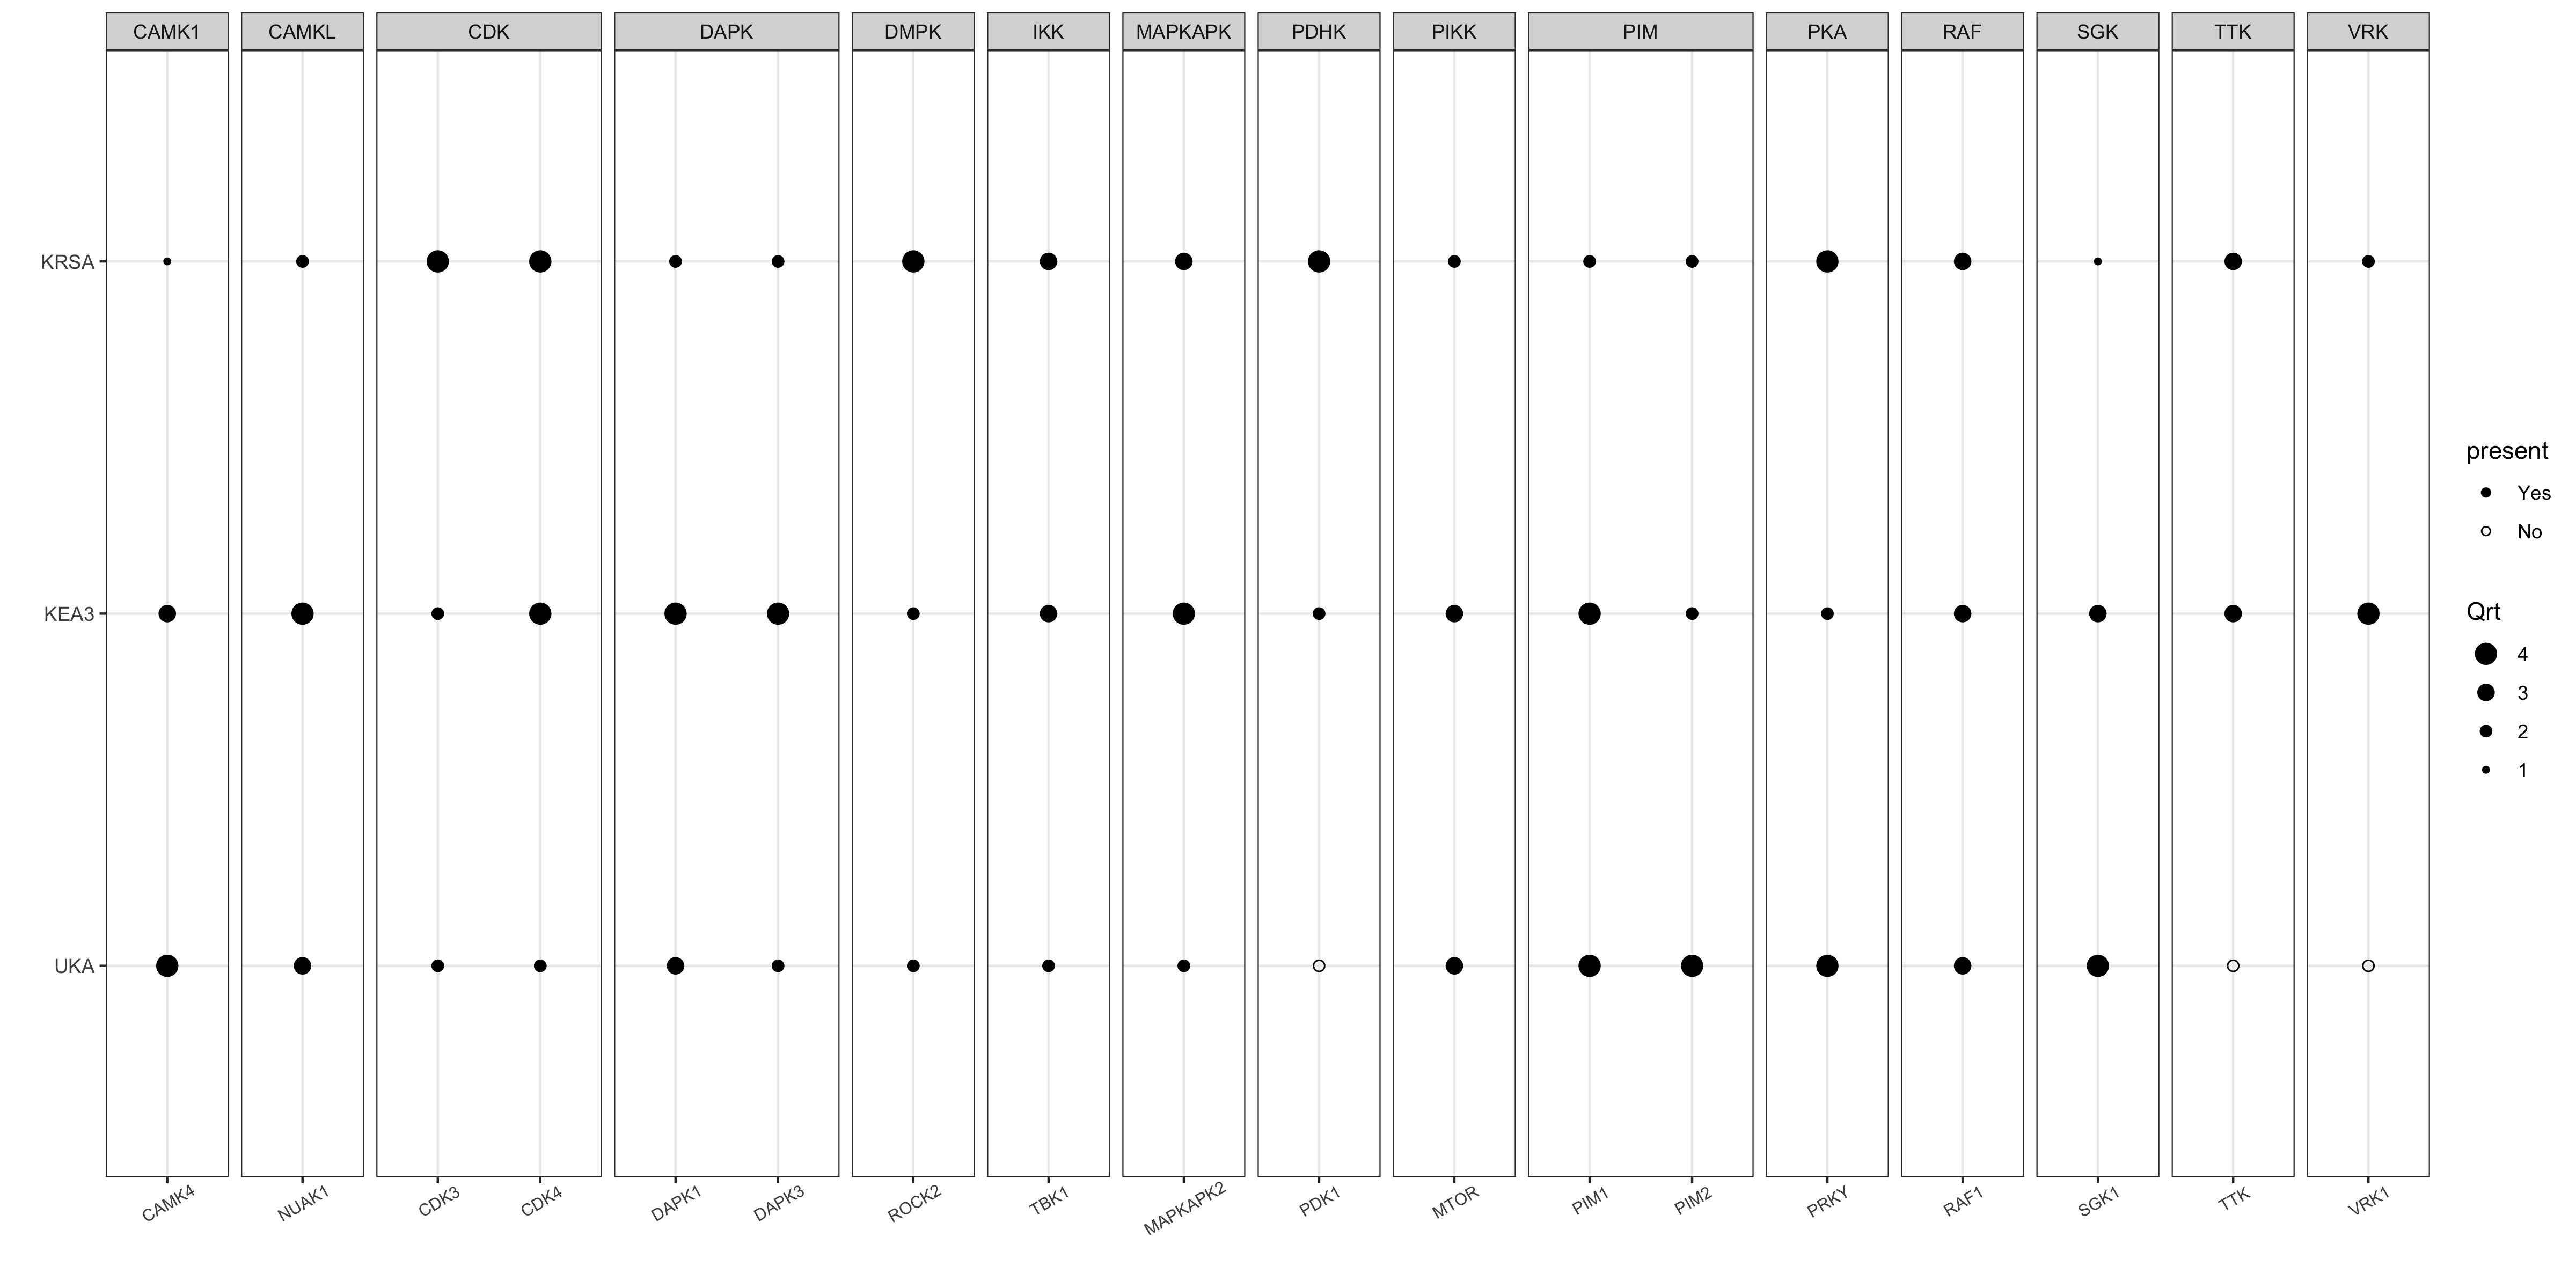 CAMK1 CAMKL CDK DAPK DMPK IKK MAPKAPK PDHK PIKK PIM PKA RAF SGK TTK VRK
KRSA
KEA3
UKA
CAMK4 NUAK1 CDK3 CDK4 DAPK1 DAPK3 ROCK2 TBK1 MAPKAPK2 PDK1 MTOR PIM1 PIM2 PRKY RAF1 SGK1 TTK VRK1
present
Yes
No
Qrt
4
3
2
1